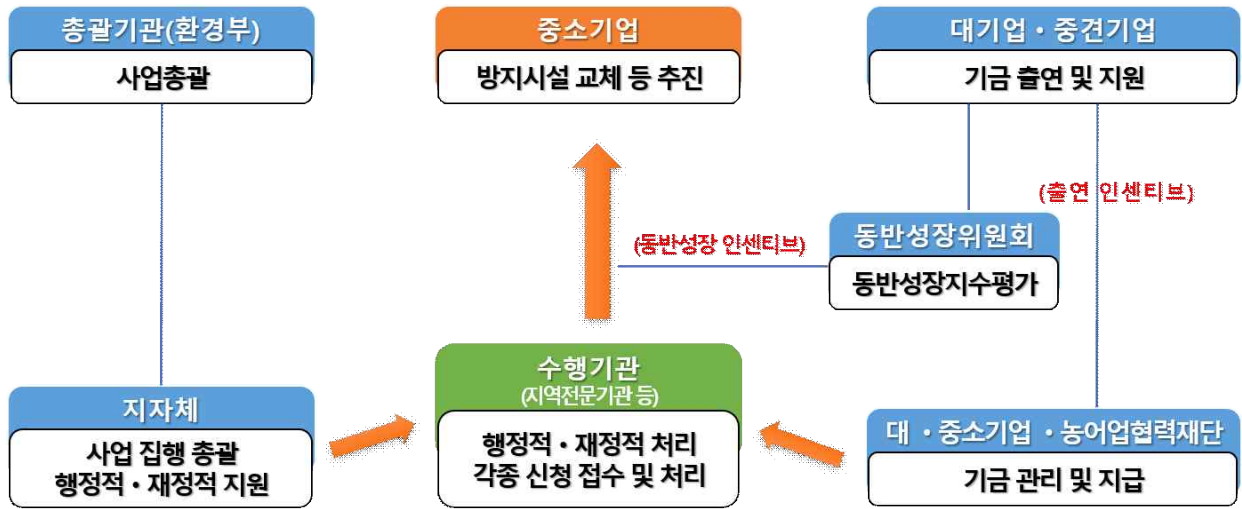 총괄기관(환경부)
사업총괄
중소기업
방지시설 교체 등 추진
대기업・중견기업
기금 출연 및 지원
(출연 인센티브)
(동반성장 인센티브)
동반성장위원회
동반성장지수평가
지자체
사업 집행 총괄
행정적・재정적 지원
수행기관
(지역전문기관 등)
행정적・재정적 처리
각종 신청 접수 및 처리
대 ・중소기업 ・농어업협력재단
기금 관리 및 지급